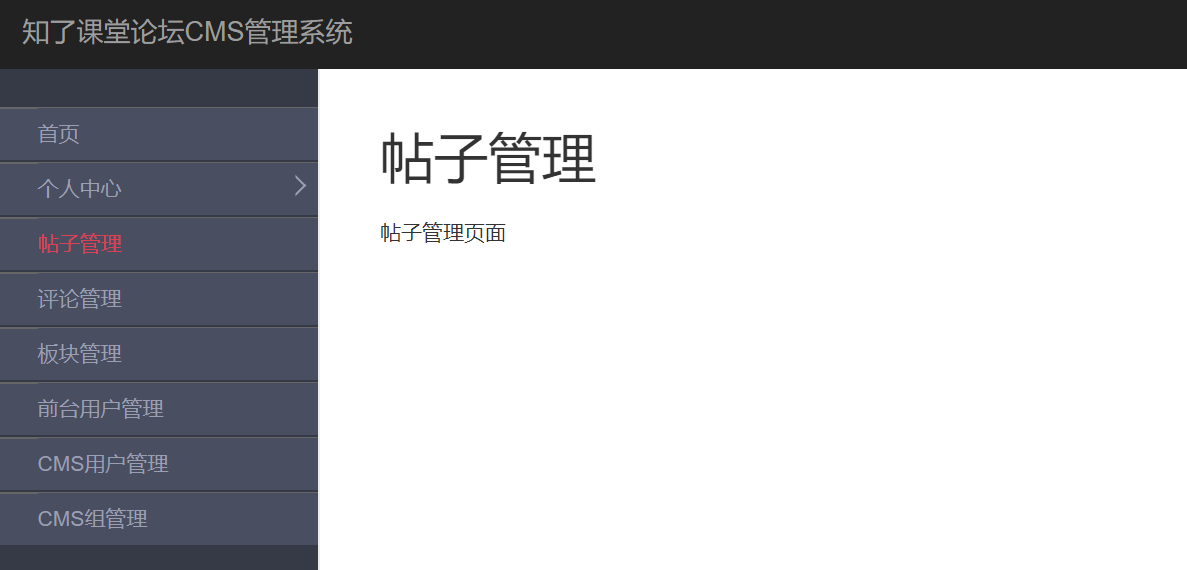 知了课堂论坛CMS管理系统
首页
个人中心
帖子管理
评论管理
板块管理
前台用户管理
CMS用户管理
CMS组管理
帖子管理
帖子管理页面